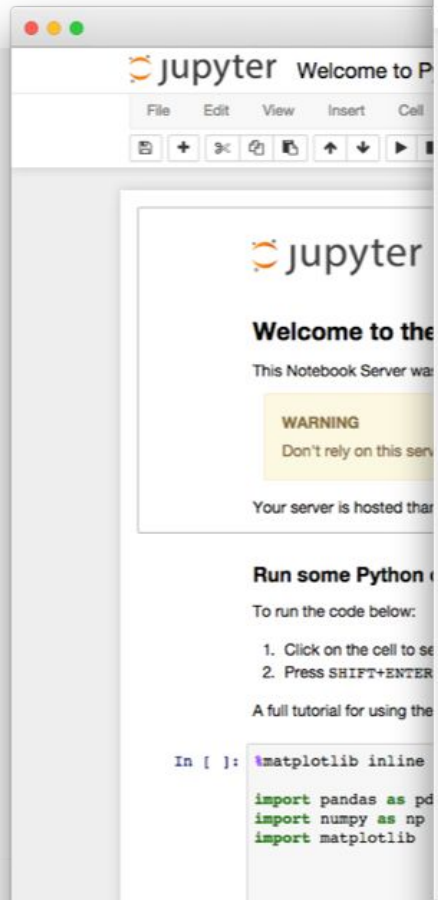 jupyter Welcome to P
File Edit View Insert Cell
jupyter
Welcome to the
This Notebook Server was
WARNING
Don't rely on this serv
Your server is hosted than
Run some Python
To run the code below:
1. Click on the cell to se
2. Press SHIFT+ENTER
A full tutorial for using the
In [ ]: %matplotlib inline
import pandas as pd
import numpy as np
import matplotlib